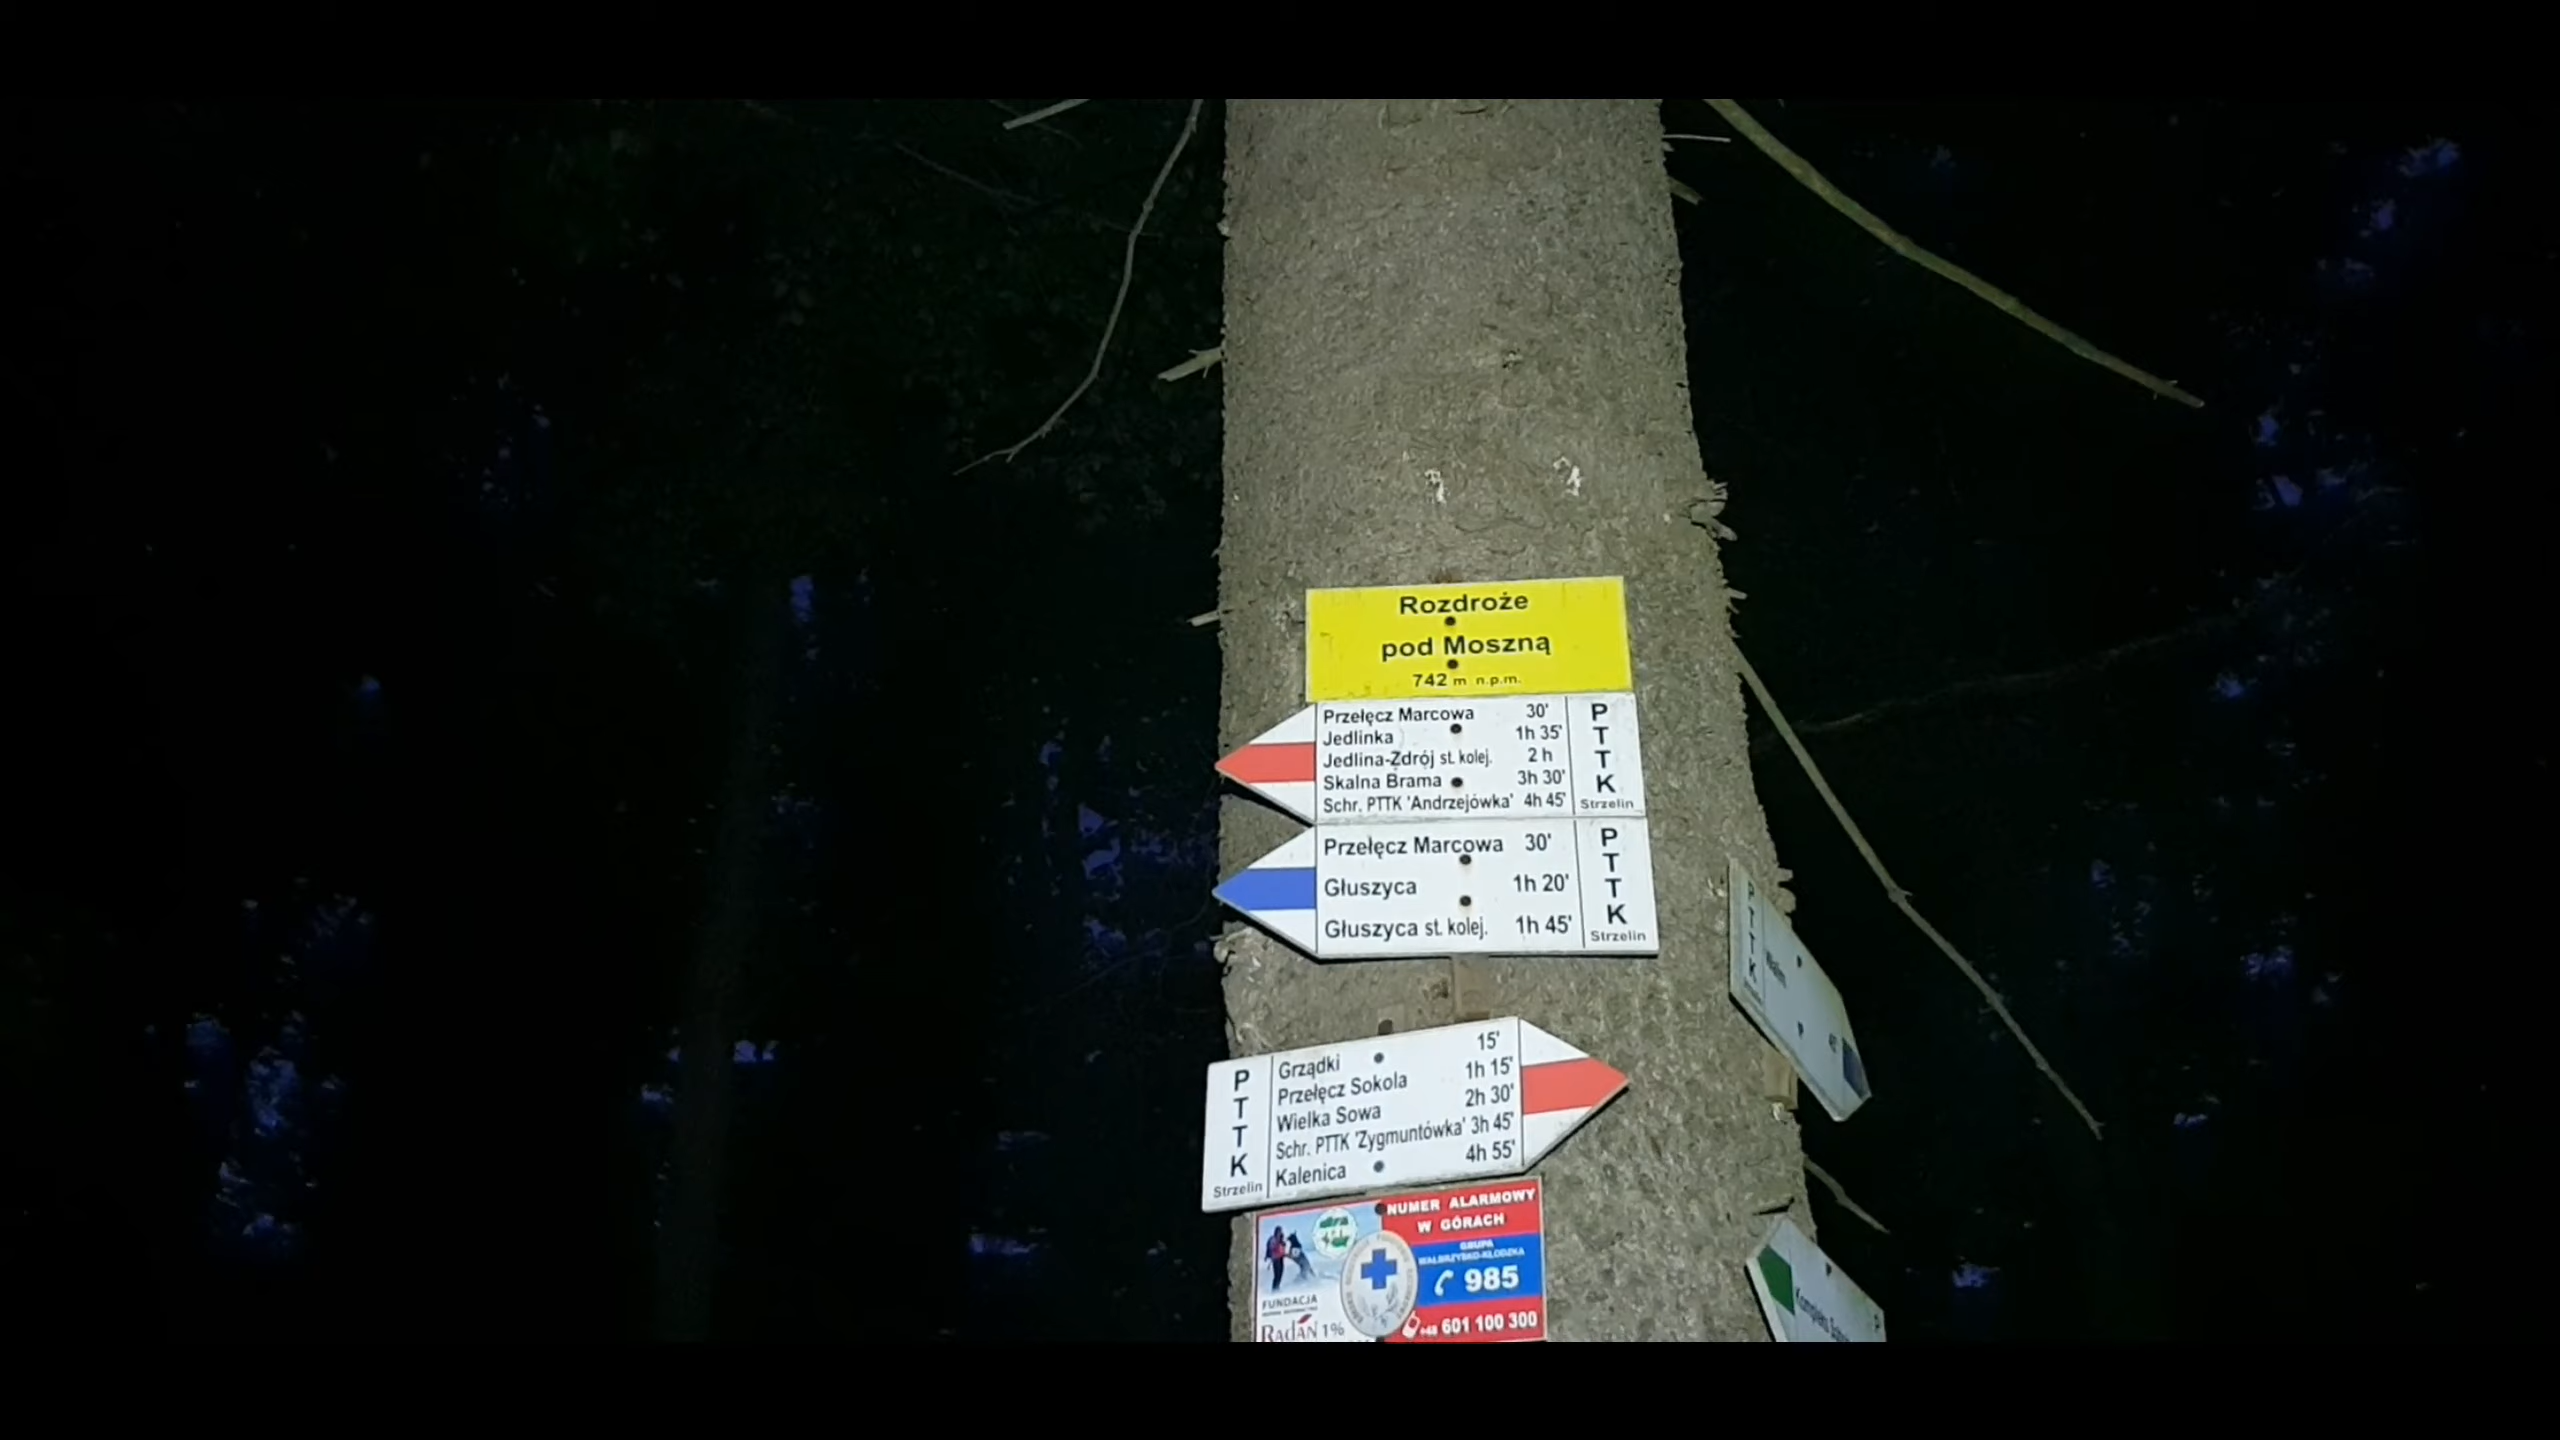 Rozdroże
pod Moszną
742 m n.p.m.
Przełęcz Marcowa 30'
Jedlinka 1h 35'
Jedlina-Zdrój st. kolej. 2 h
Skalna Brama 3h 30'
Schr. PTTK 'Andrzejówka' 4h 45'
PTTK
Strzelin
Przełęcz Marcowa 30'
Głuszyca 1h 20'
Głuszyca st. kolej. 1h 45'
PTTK
Strzelin
PTTK
Strzelin
Grządki 15'
Przełęcz Sokola 1h 15'
Wielka Sowa 2h 30'
Schr. PTTK 'Zygmuntówka' 3h 45'
Kalenica 4h 55'
PTTK
NUMER ALARMOWY
W GÓRACH
GRUPA
WAŁBRZYSKO-KŁODZKA
985
+48 601 100 300
FUNDACJA
RADAN 1%